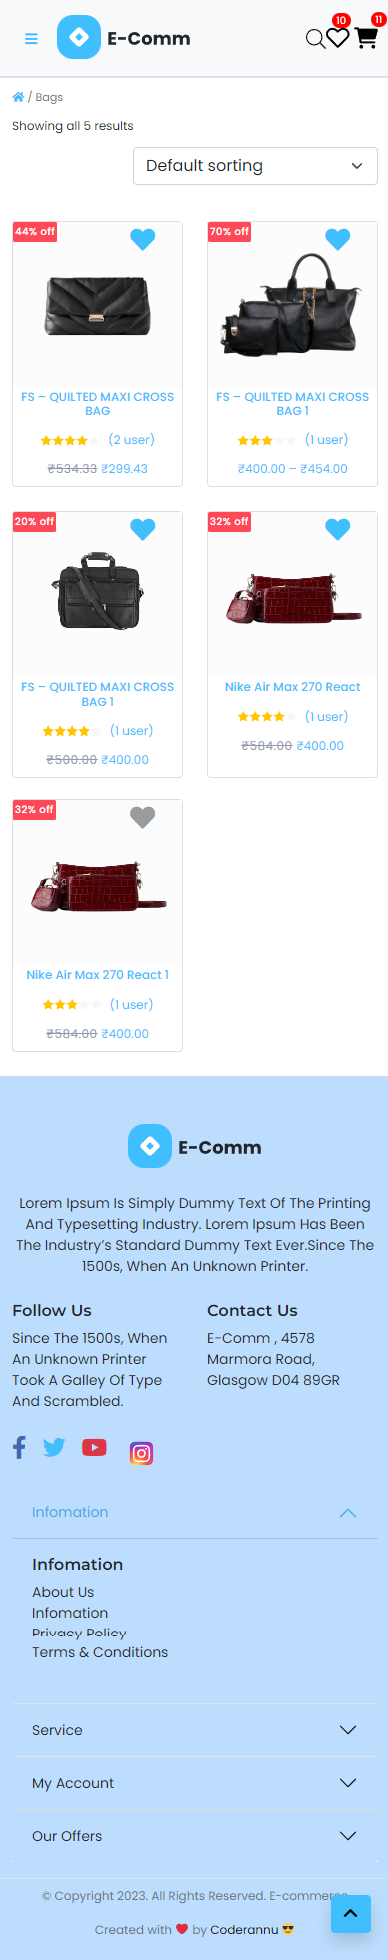 E-Comm
10
11
/ Bags
Showing all 5 results
Default sorting
44% off
FS – QUILTED MAXI CROSS
BAG
(2 user)
₹534.33 ₹299.43
70% off
FS – QUILTED MAXI CROSS
BAG 1
(1 user)
₹400.00 – ₹454.00
20% off
FS – QUILTED MAXI CROSS
BAG 1
(1 user)
₹500.00 ₹400.00
32% off
Nike Air Max 270 React
(1 user)
₹584.00 ₹400.00
32% off
Nike Air Max 270 React 1
(1 user)
₹584.00 ₹400.00
E-Comm
Lorem Ipsum Is Simply Dummy Text Of The Printing
And Typesetting Industry. Lorem Ipsum Has Been
The Industry's Standard Dummy Text Ever.Since The
1500s, When An Unknown Printer.
Follow Us
Since The 1500s, When
An Unknown Printer
Took A Galley Of Type
And Scrambled.
Contact Us
E-Comm , 4578
Marmora Road,
Glasgow D04 89GR
Infomation
Infomation
About Us
Infomation
Privacy Policy
Terms & Conditions
Service
My Account
Our Offers
© Copyright 2023. All Rights Reserved. E-commerce
Created with ❤️ by Coderannu 😎